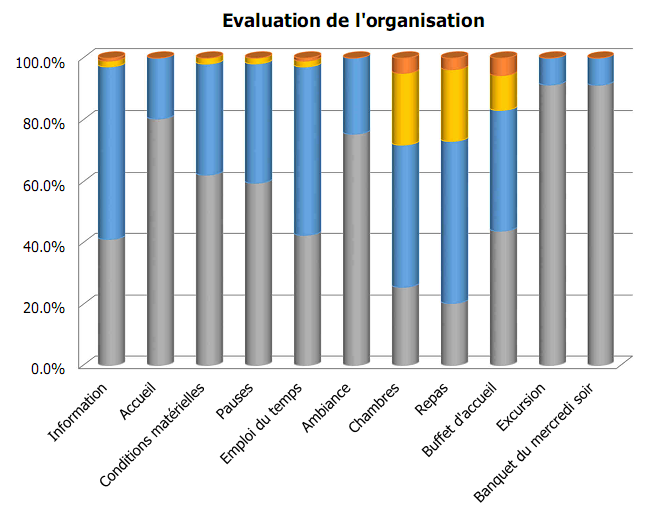 Evaluation de l'organisation
100.0%
80.0%
60.0%
40.0%
20.0%
0.0%
Information
Accueil
Conditions matérielles
Pauses
Emploi du temps
Ambiance
Chambres
Repas
Buffet d'accueil
Excursion
Banquet du mercredi soir